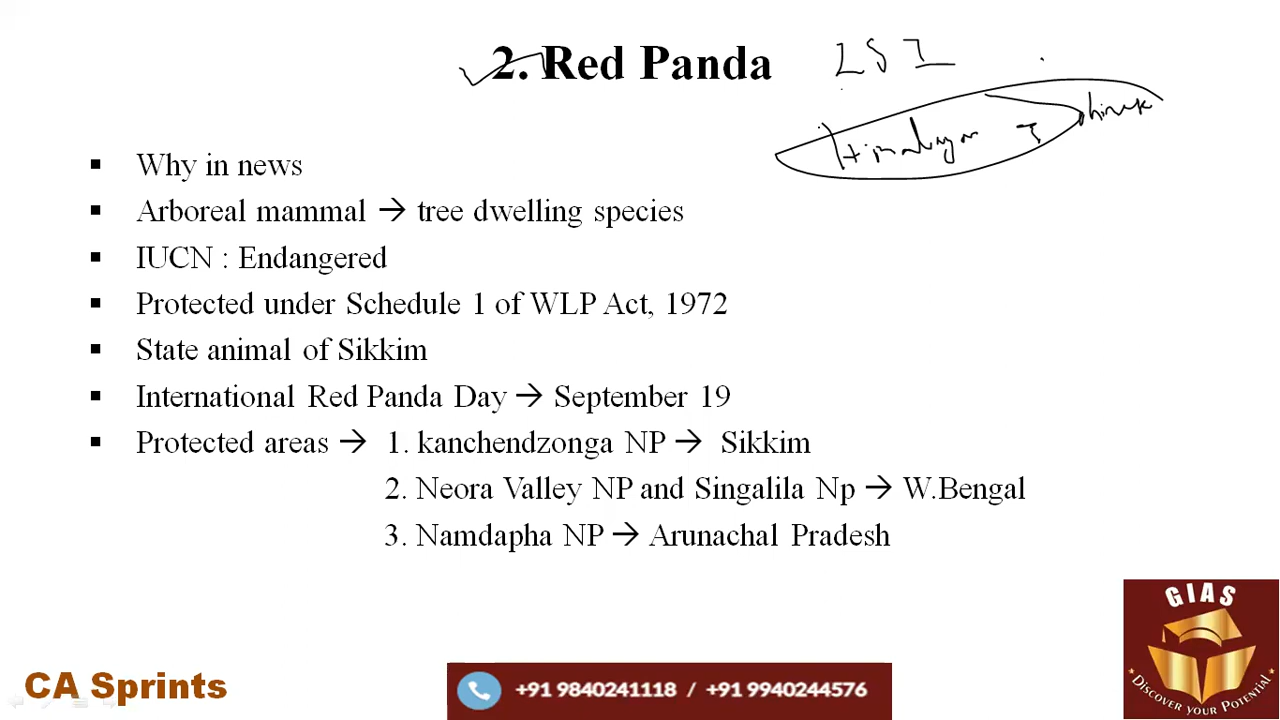 2. Red Panda
Himalayan
▪ Why in news
▪ Arboreal mammal → tree dwelling species
▪ IUCN : Endangered
▪ Protected under Schedule 1 of WLP Act, 1972
▪ State animal of Sikkim
▪ International Red Panda Day → September 19
▪ Protected areas → 1. kanchendzonga NP → Sikkim
2. Neora Valley NP and Singalila Np → W.Bengal
3. Namdapha NP → Arunachal Pradesh
GIAS
DISCOVER YOUR POTENTIAL
CA Sprints
+91 9840241118 / +91 9940244576